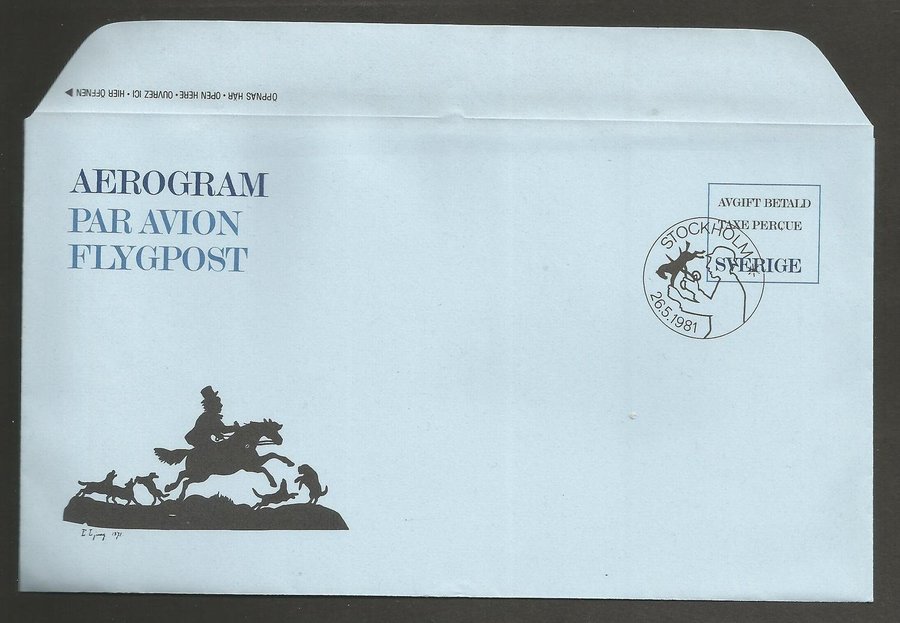 ÖPPNAS HÄR • OPEN HERE • OUVREZ ICI • HIER ÖFFNEN
AEROGRAM
PAR AVION
FLYGPOST
AVGIFT BETALD
TAXE PERÇUE
SVERIGE
STOCKHOLM
26.5.1981